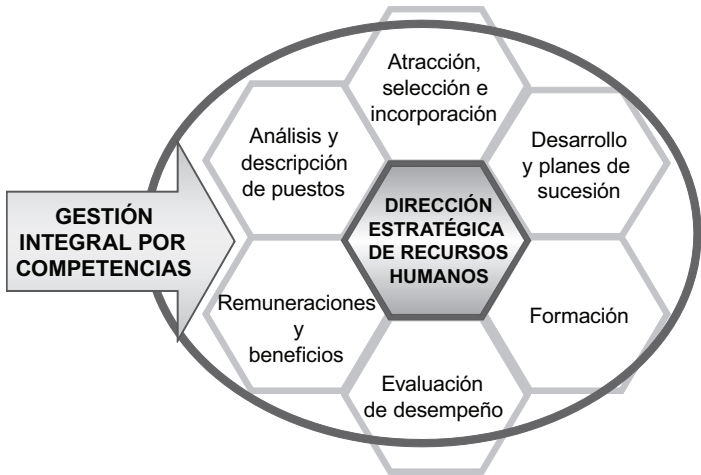 Atracción,
selección e
incorporación
Análisis y
descripción
de puestos
Desarrollo
y planes de
sucesión
GESTIÓN
INTEGRAL POR
COMPETENCIAS
DIRECCIÓN
ESTRATÉGICA
DE RECURSOS
HUMANOS
Remuneraciones
y
beneficios
Formación
Evaluación
de desempeño